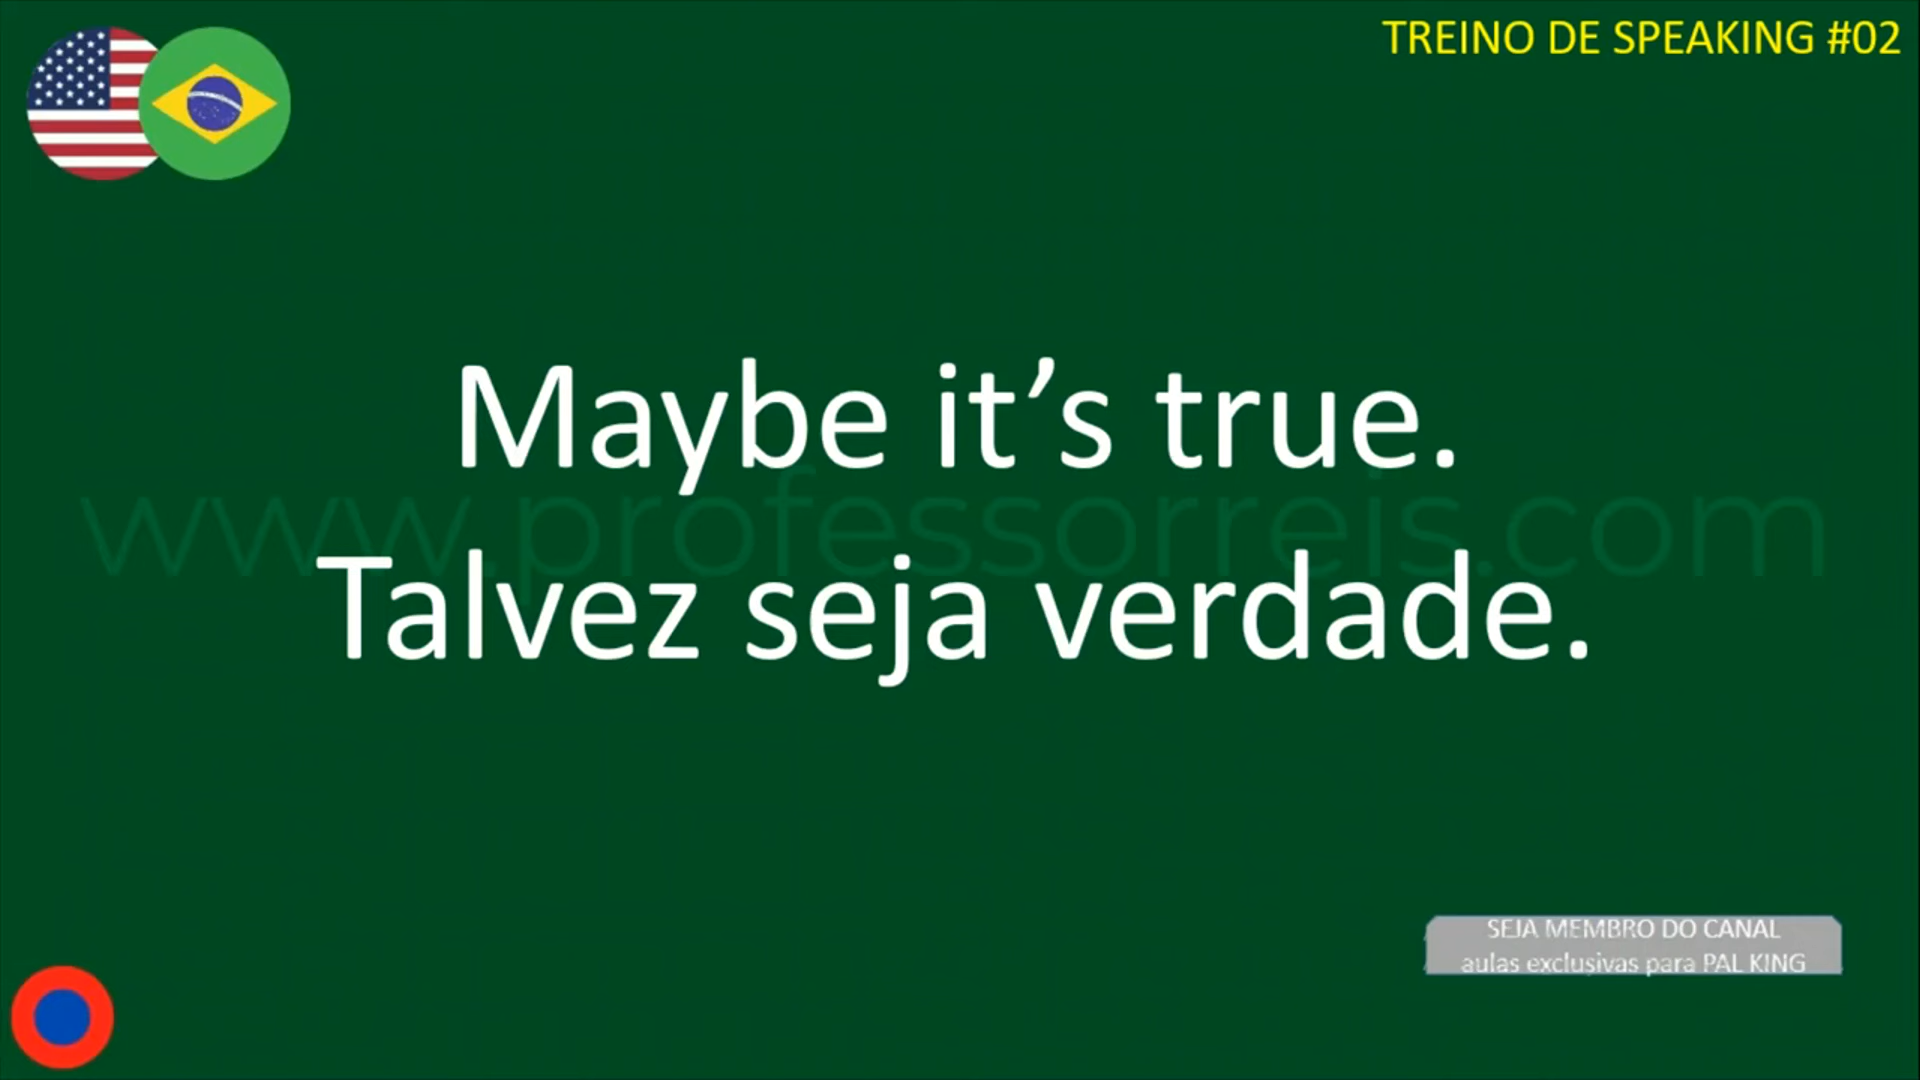 TREINO DE SPEAKING #02
Maybe it’s true.
www.professorreis.com
Talvez seja verdade.
SEJA MEMBRO DO CANAL
aulas exclusivas para PAL KING